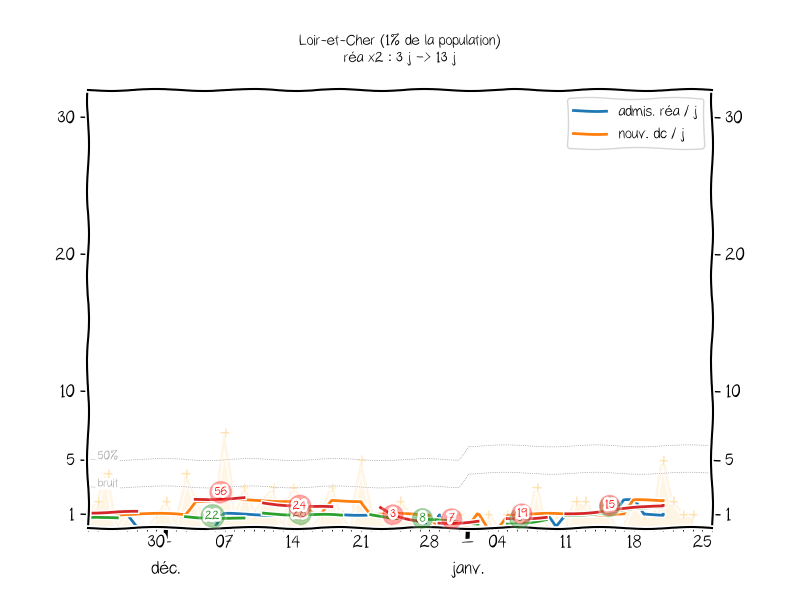 Loir-et-Cher (1% de la population)
réa x2 : 3 j -> 13 j
admis. réa / j
nouv. dc / j
30 30
20 20
10 10
5 5
1 1
50%
bruit
56
22
24
3
8
7
19
15
30 07 14 21 28 04 11 18 25
déc. janv.